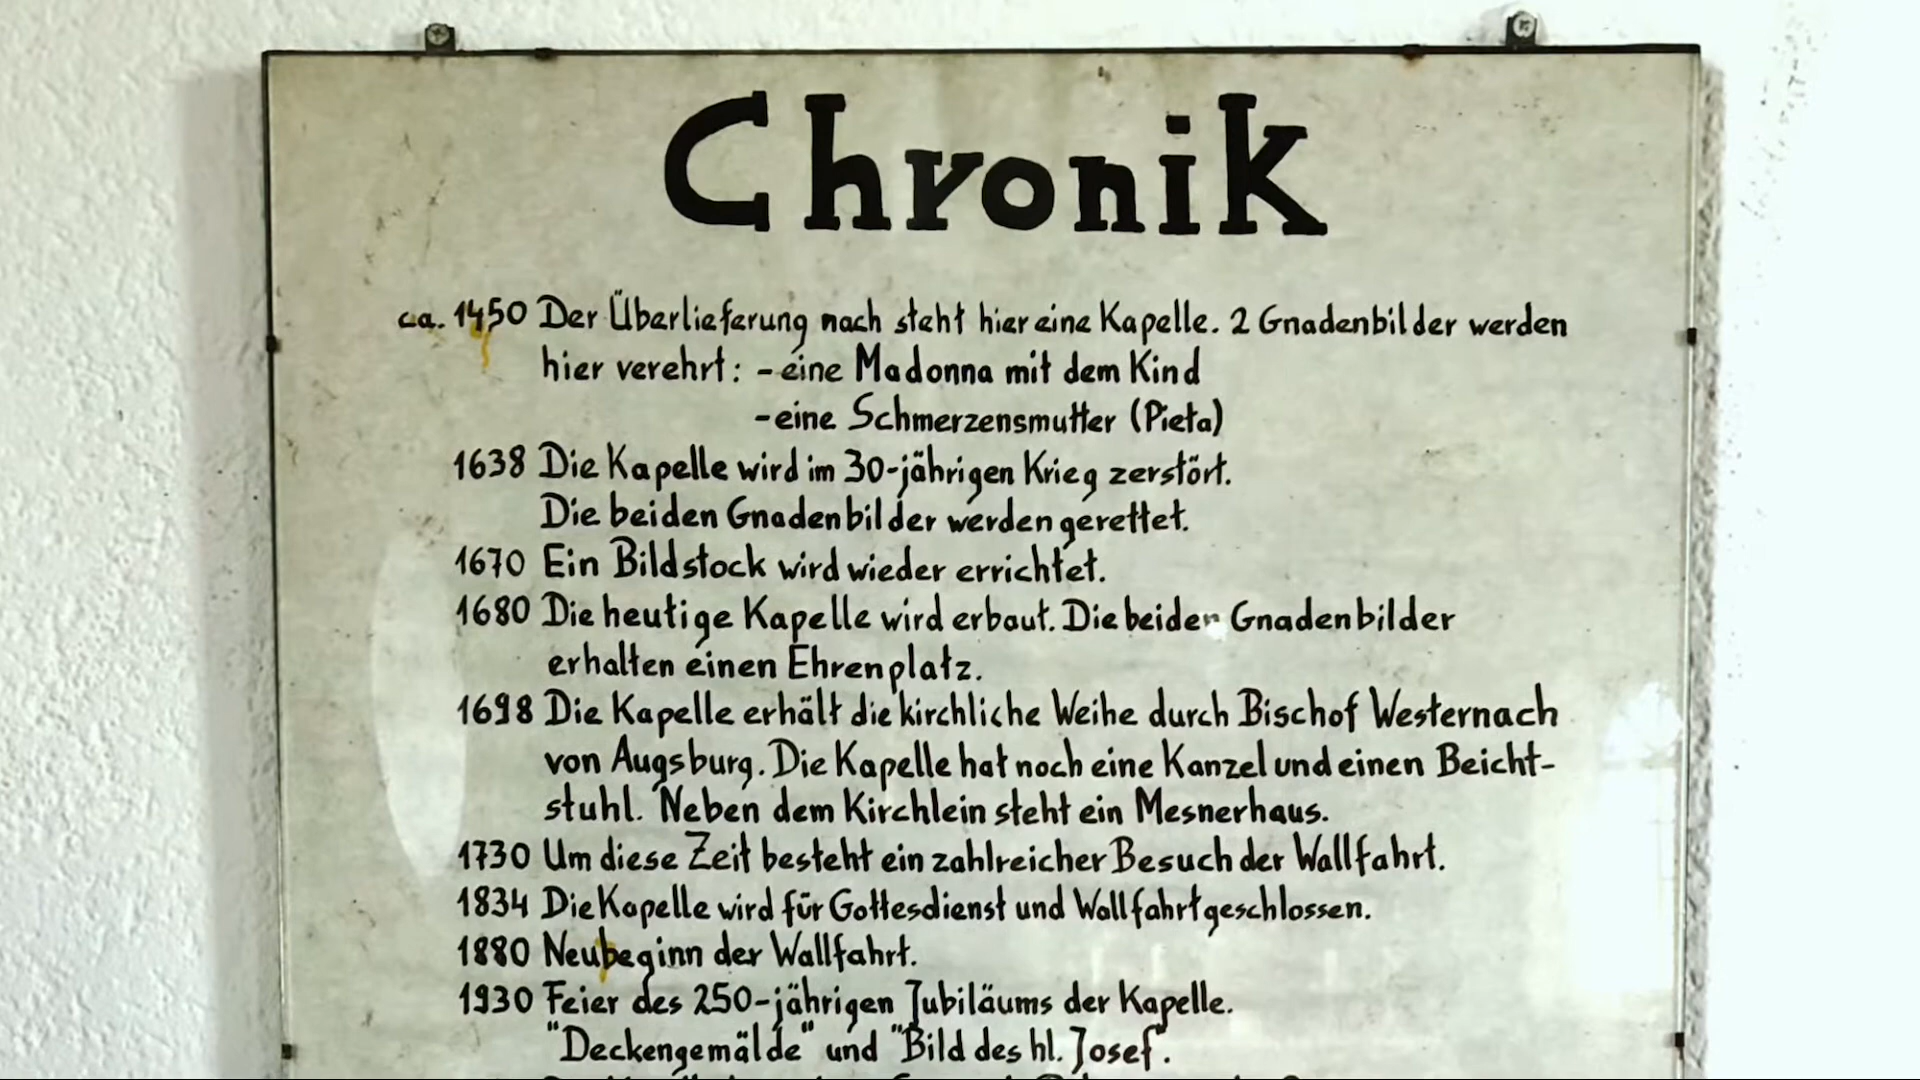 Chronik
ca. 1450 Der Überlieferung nach steht hier eine Kapelle. 2 Gnadenbilder werden
hier verehrt: - eine Madonna mit dem Kind
- eine Schmerzensmutter (Pieta)
1638 Die Kapelle wird im 30-jährigen Krieg zerstört.
Die beiden Gnadenbilder werden gerettet.
1670 Ein Bildstock wird wieder errichtet.
1680 Die heutige Kapelle wird erbaut. Die beiden Gnadenbilder
erhalten einen Ehrenplatz.
1698 Die Kapelle erhält die kirchliche Weihe durch Bischof Westernach
von Augsburg. Die Kapelle hat noch eine Kanzel und einen Beicht-
stuhl. Neben dem Kirchlein steht ein Mesnerhaus.
1730 Um diese Zeit besteht ein zahlreicher Besuch der Wallfahrt.
1834 Die Kapelle wird für Gottesdienst und Wallfahrt geschlossen.
1880 Neubeginn der Wallfahrt.
1930 Feier des 250-jährigen Jubiläums der Kapelle.
"Deckengemälde" und "Bild des hl. Josef".